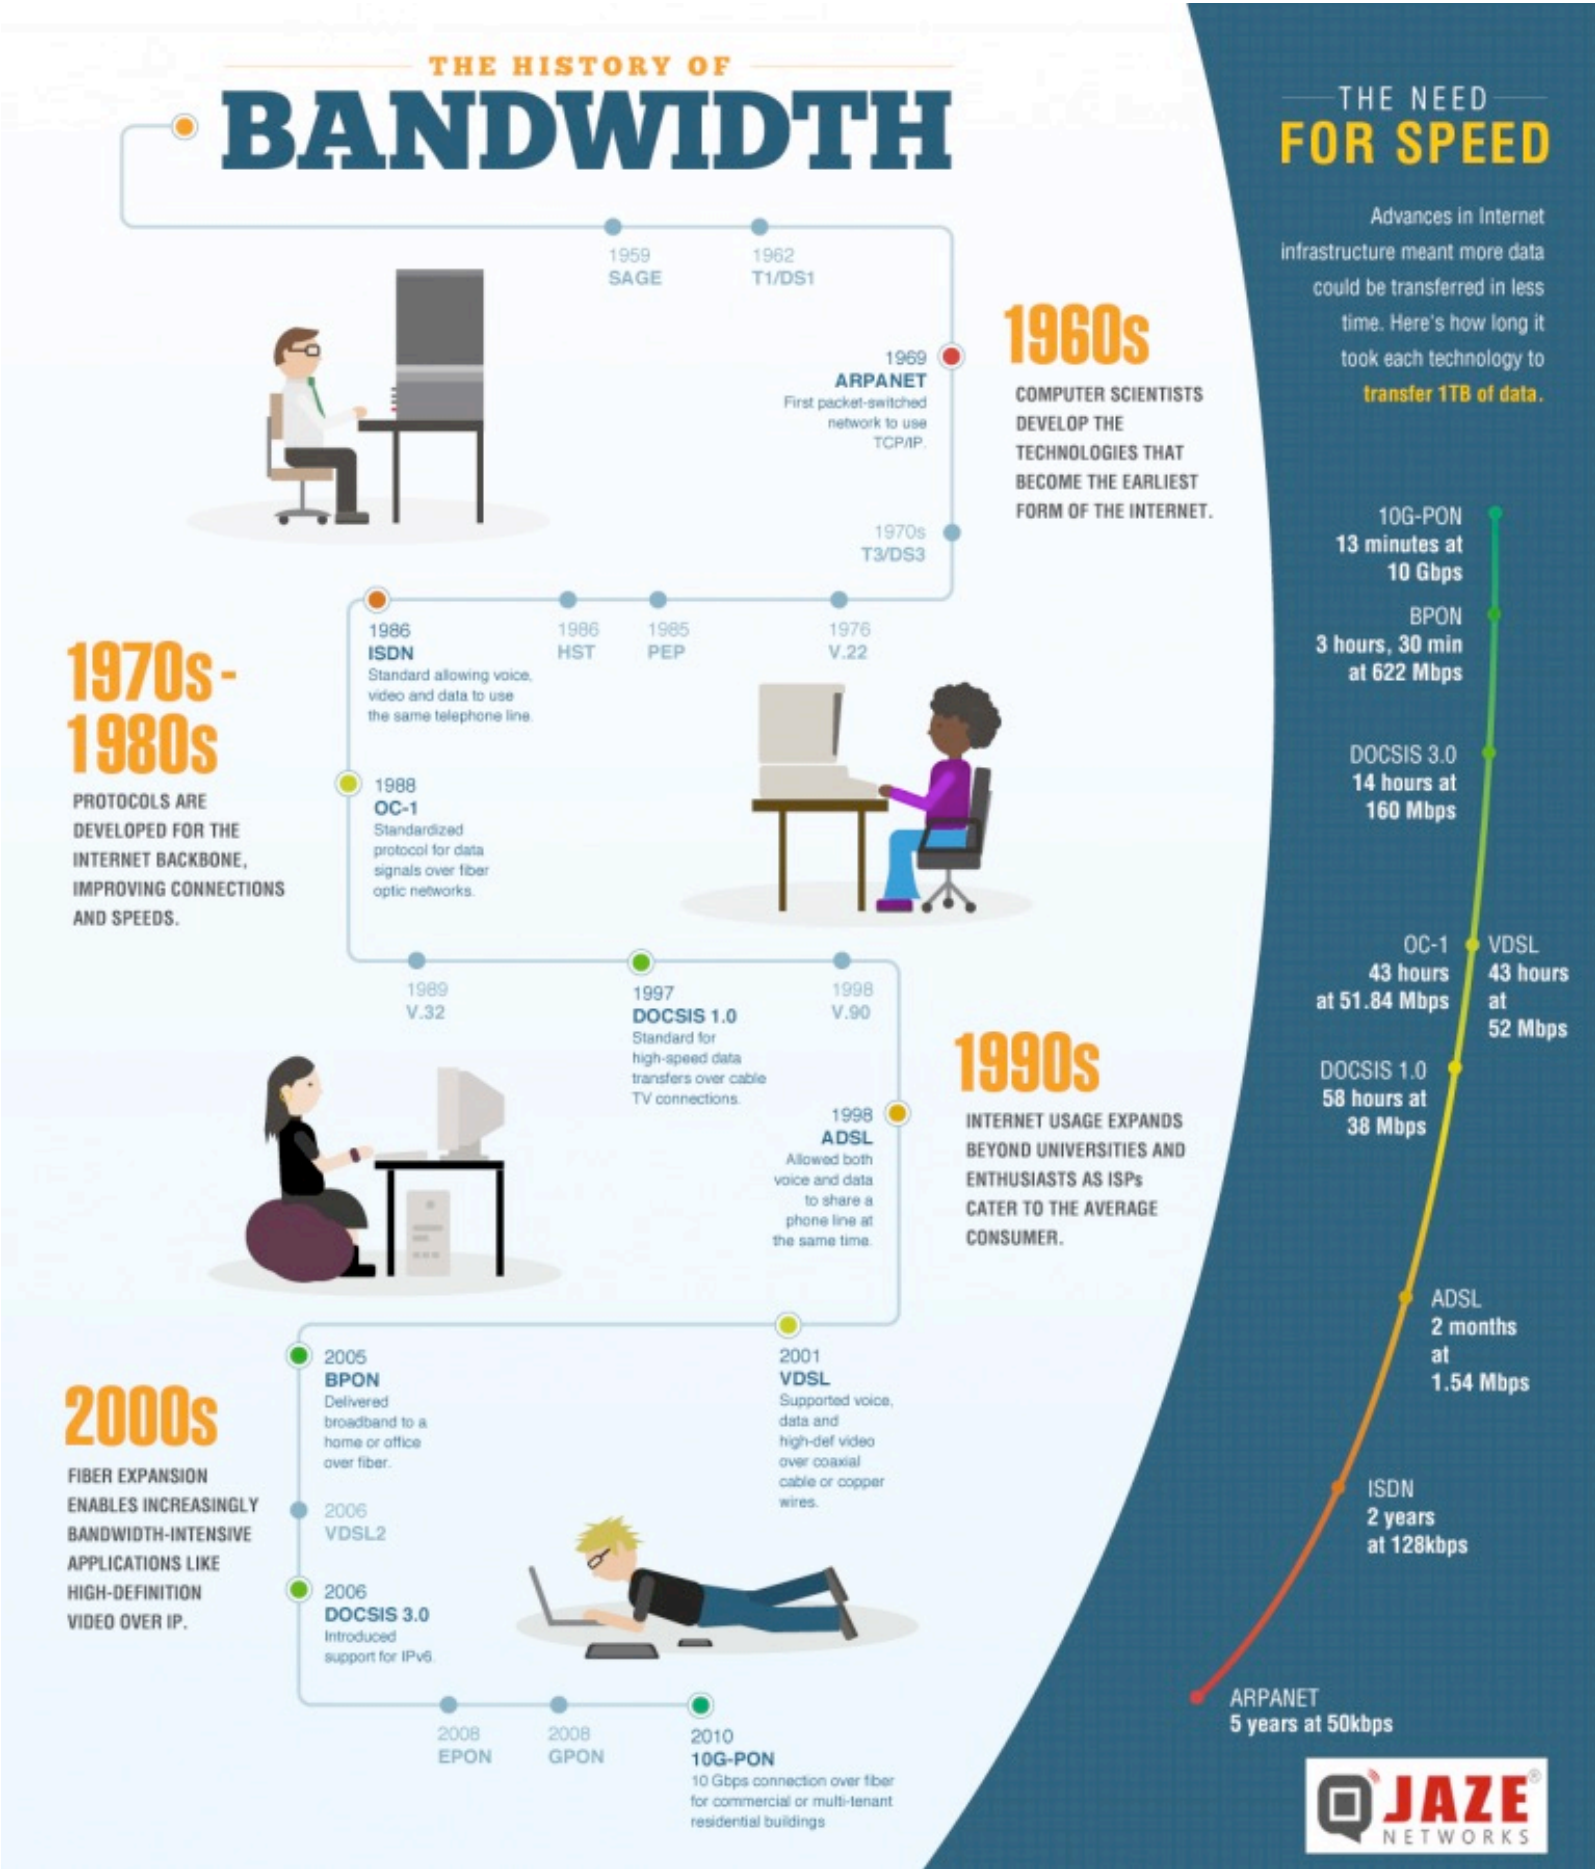 THE HISTORY OF
BANDWIDTH
1959
SAGE
1962
T1/DS1
1969
ARPANET
First packet-switched
network to use
TCP/IP.
1960s
COMPUTER SCIENTISTS
DEVELOP THE
TECHNOLOGIES THAT
BECOME THE EARLIEST
FORM OF THE INTERNET.
1970s
T3/DS3
1986
ISDN
Standard allowing voice,
video and data to use
the same telephone line.
1986
HST
1985
PEP
1976
V.22
1970s -
1980s
PROTOCOLS ARE
DEVELOPED FOR THE
INTERNET BACKBONE,
IMPROVING CONNECTIONS
AND SPEEDS.
1988
OC-1
Standardized
protocol for data
signals over fiber
optic networks.
1989
V.32
1997
DOCSIS 1.0
Standard for
high-speed data
transfers over cable
TV connections.
1998
V.90
1998
ADSL
Allowed both
voice and data
to share a
phone line at
the same time.
1990s
INTERNET USAGE EXPANDS
BEYOND UNIVERSITIES AND
ENTHUSIASTS AS ISPs
CATER TO THE AVERAGE
CONSUMER.
2005
BPON
Delivered
broadband to a
home or office
over fiber.
2001
VDSL
Supported voice,
data and
high-def video
over coaxial
cable or copper
wires.
2000s
FIBER EXPANSION
ENABLES INCREASINGLY
BANDWIDTH-INTENSIVE
APPLICATIONS LIKE
HIGH-DEFINITION
VIDEO OVER IP.
2006
VDSL2
2006
DOCSIS 3.0
Introduced
support for IPv6.
2008
EPON
2008
GPON
2010
10G-PON
10 Gbps connection over fiber
for commercial or multi-tenant
residential buildings
THE NEED
FOR SPEED
Advances in Internet
infrastructure meant more data
could be transferred in less
time. Here's how long it
took each technology to
transfer 1TB of data.
10G-PON
13 minutes at
10 Gbps
BPON
3 hours, 30 min
at 622 Mbps
DOCSIS 3.0
14 hours at
160 Mbps
OC-1
43 hours
at 51.84 Mbps
VDSL
43 hours
at
52 Mbps
DOCSIS 1.0
58 hours at
38 Mbps
ADSL
2 months
at
1.54 Mbps
ISDN
2 years
at 128kbps
ARPANET
5 years at 50kbps
JAZE®
NETWORKS